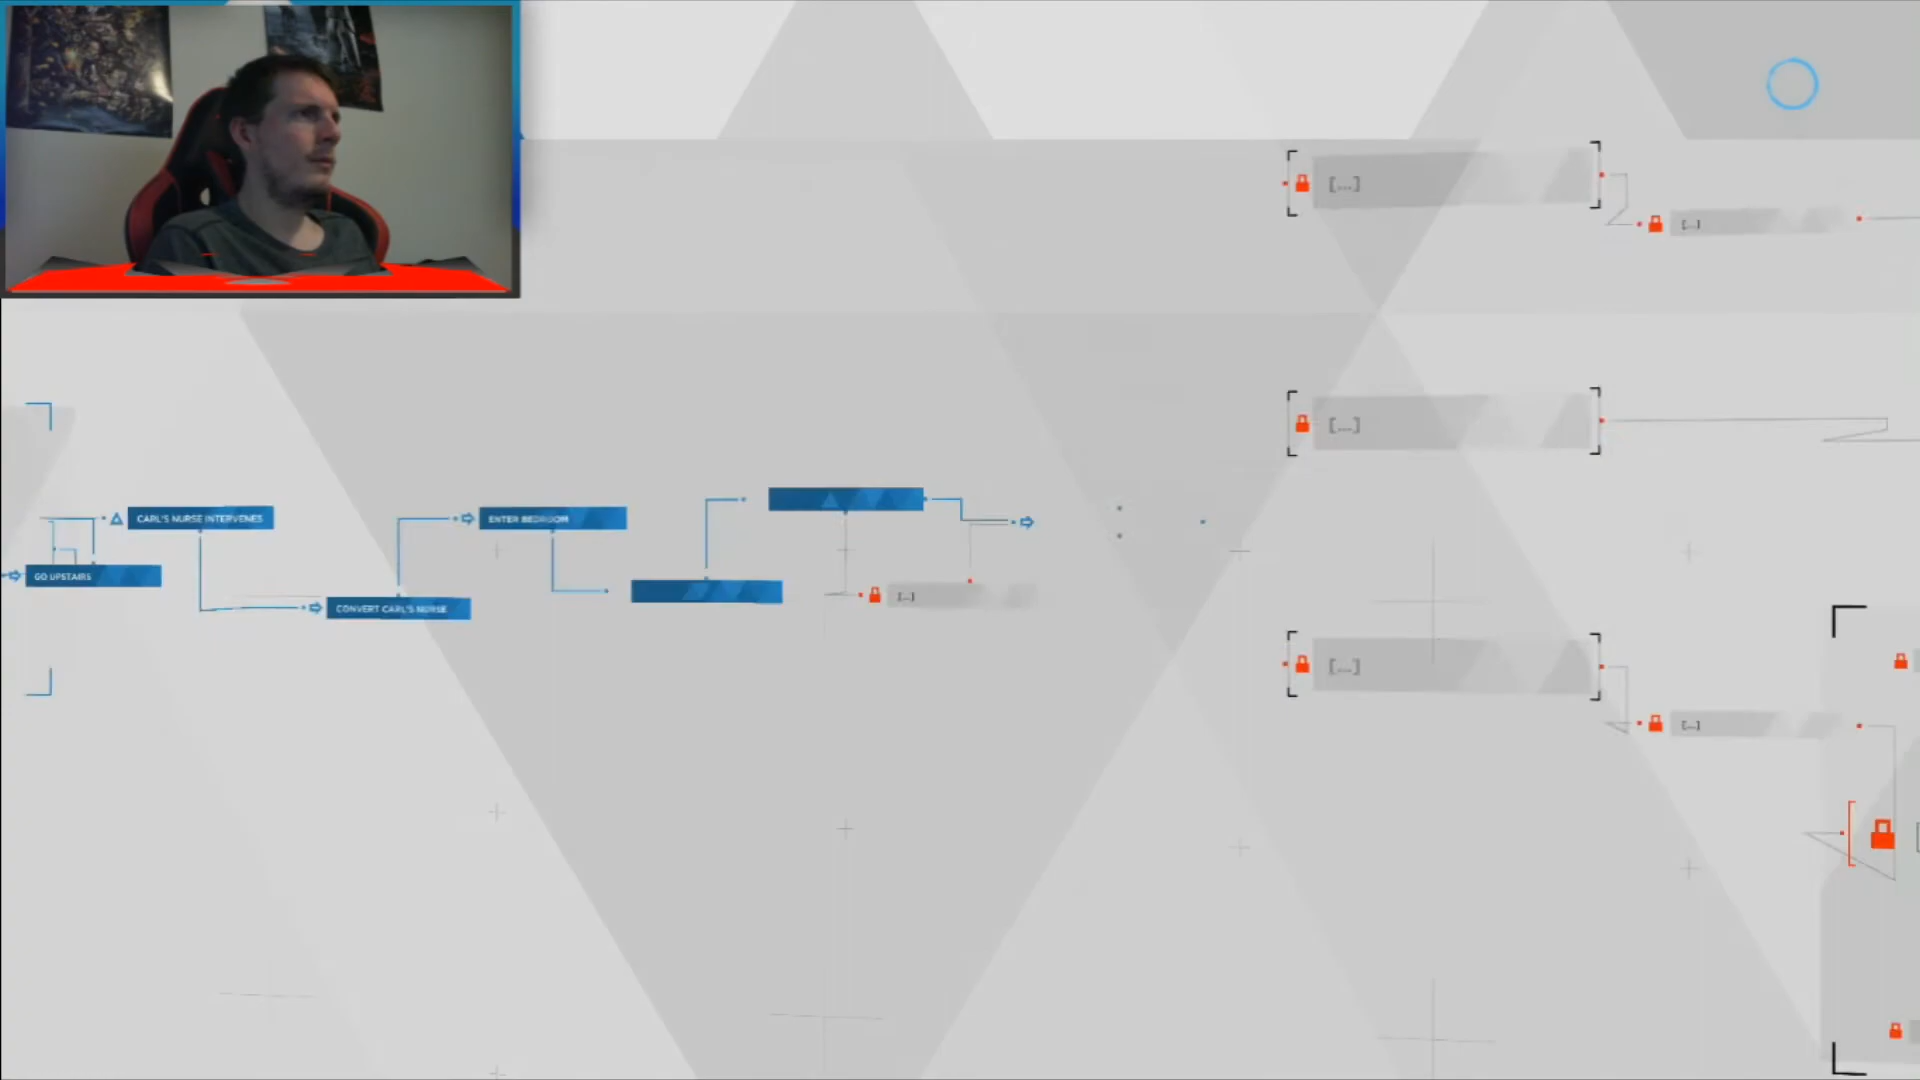 [...]
[...]
[...]
CARL'S NURSE INTERVENES
ENTER BEDROOM
GO UPSTAIRS
[...]
CONVERT CARL'S NURSE
[...]
[...]